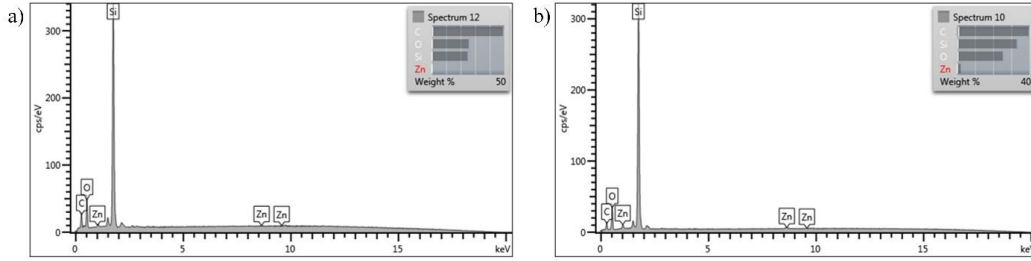 a)
Si
300
200
100
0
cps/eV
C
O
Zn
Zn
Zn
0
5
10
15
keV
Spectrum 12
C
O
Si
Zn
Weight %
50
b)
Si
300
200
100
0
cps/eV
C
O
Zn
Zn
Zn
0
5
10
15
keV
Spectrum 10
C
Si
O
Zn
Weight %
40